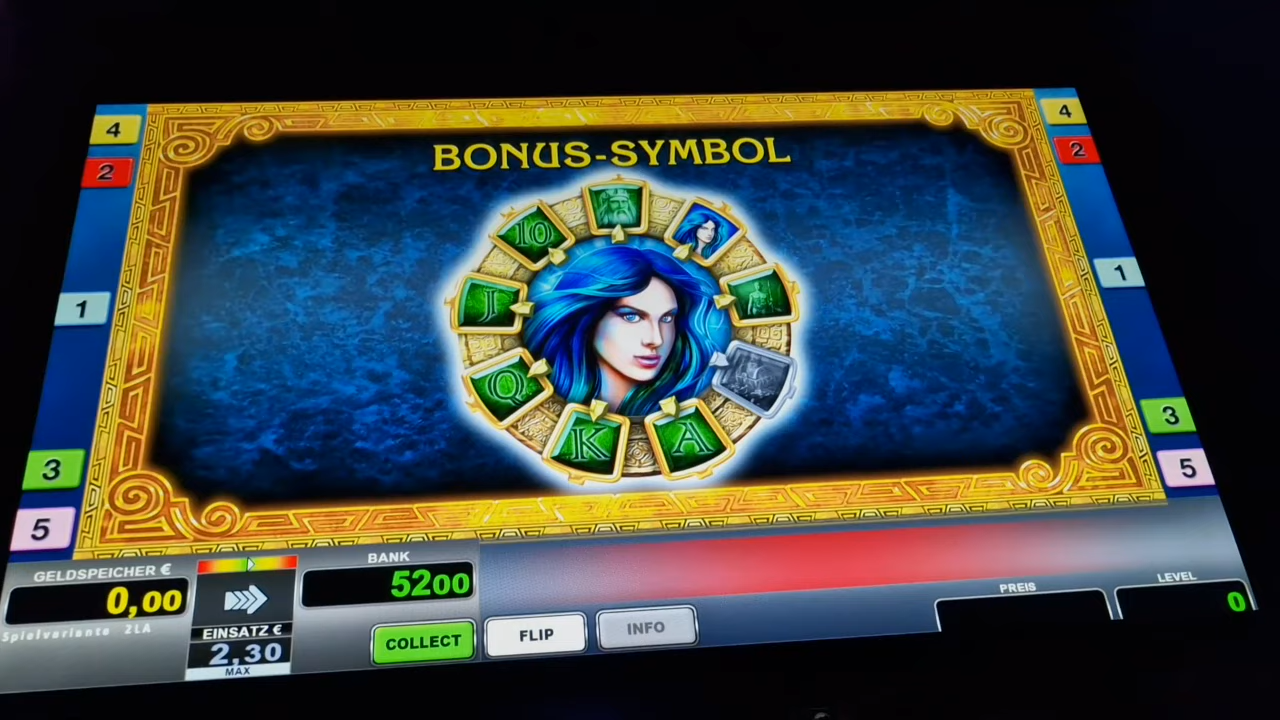 BONUS-SYMBOL
4
2
1
3
5
4
2
1
3
5
10
J
Q
K
A
GELDSPEICHER €
0,00
Spielvariante 2LA
EINSATZ €
2,30
MAX
BANK
5200
COLLECT
FLIP
INFO
PREIS
LEVEL
0